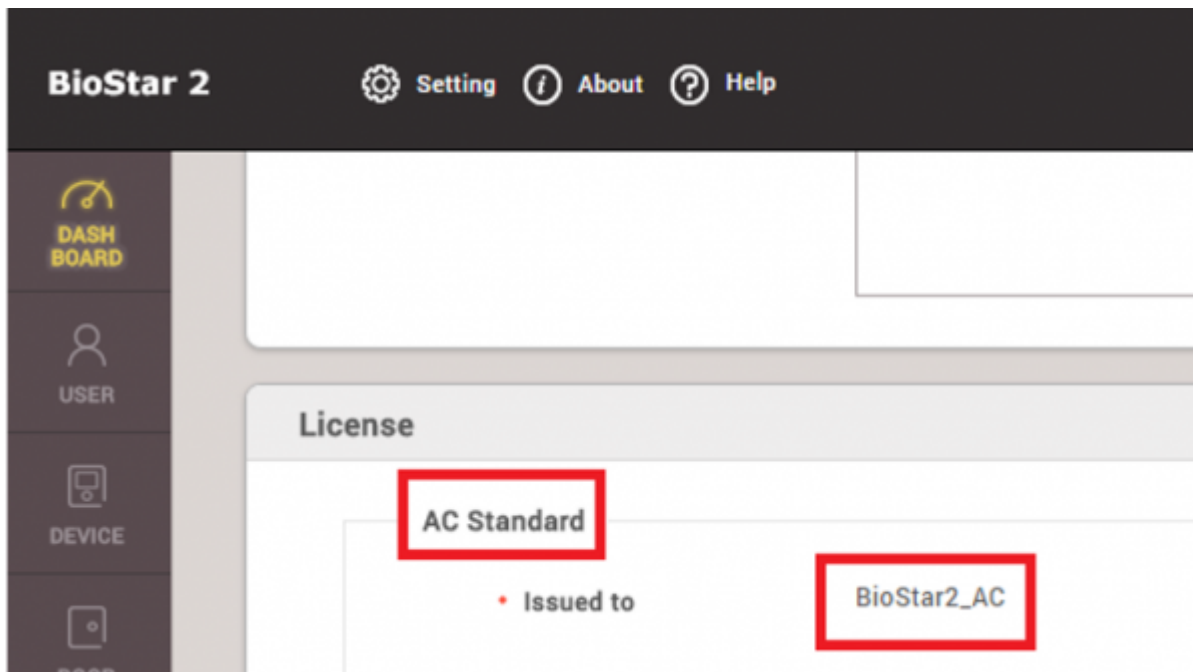 BioStar 2
Setting
About
Help
DASH
BOARD
USER
DEVICE
License
AC Standard
Issued to
BioStar2_AC